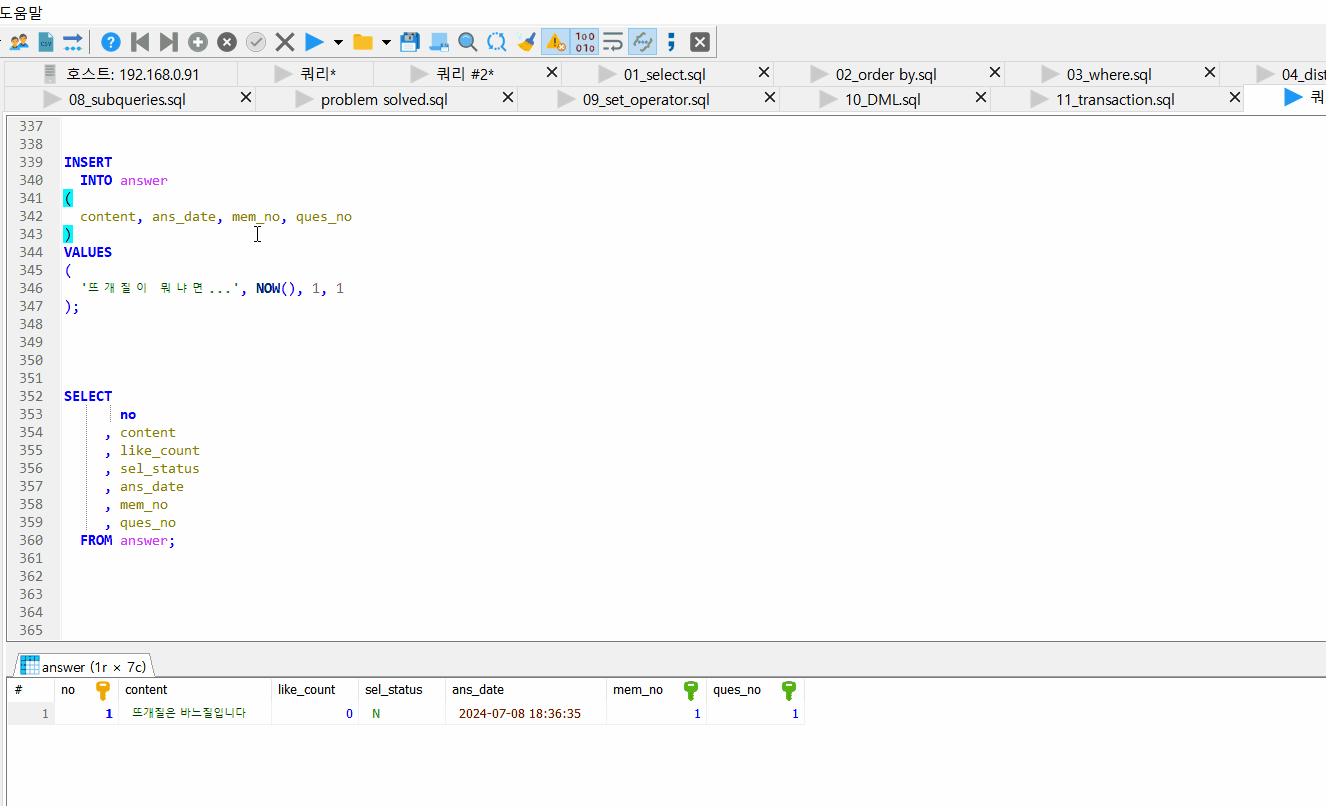 도움말
호스트: 192.168.0.91 쿼리* 쿼리 #2* 01_select.sql 02_order by.sql 03_where.sql 04_dist
08_subqueries.sql problem solved.sql 09_set_operator.sql 10_DML.sql 11_transaction.sql 쿼
337
338
339 INSERT
340 INTO answer
341 (
342 content, ans_date, mem_no, ques_no
343 )
344 VALUES
345 (
346 '뜨개질이 뭐냐면...', NOW(), 1, 1
347 );
348
349
350
351
352 SELECT
353 no
354 , content
355 , like_count
356 , sel_status
357 , ans_date
358 , mem_no
359 , ques_no
360 FROM answer;
361
362
363
364
365
answer (1r × 7c)
# no content like_count sel_status ans_date mem_no ques_no
1 1 뜨개질은 바느질입니다 0 N 2024-07-08 18:36:35 1 1